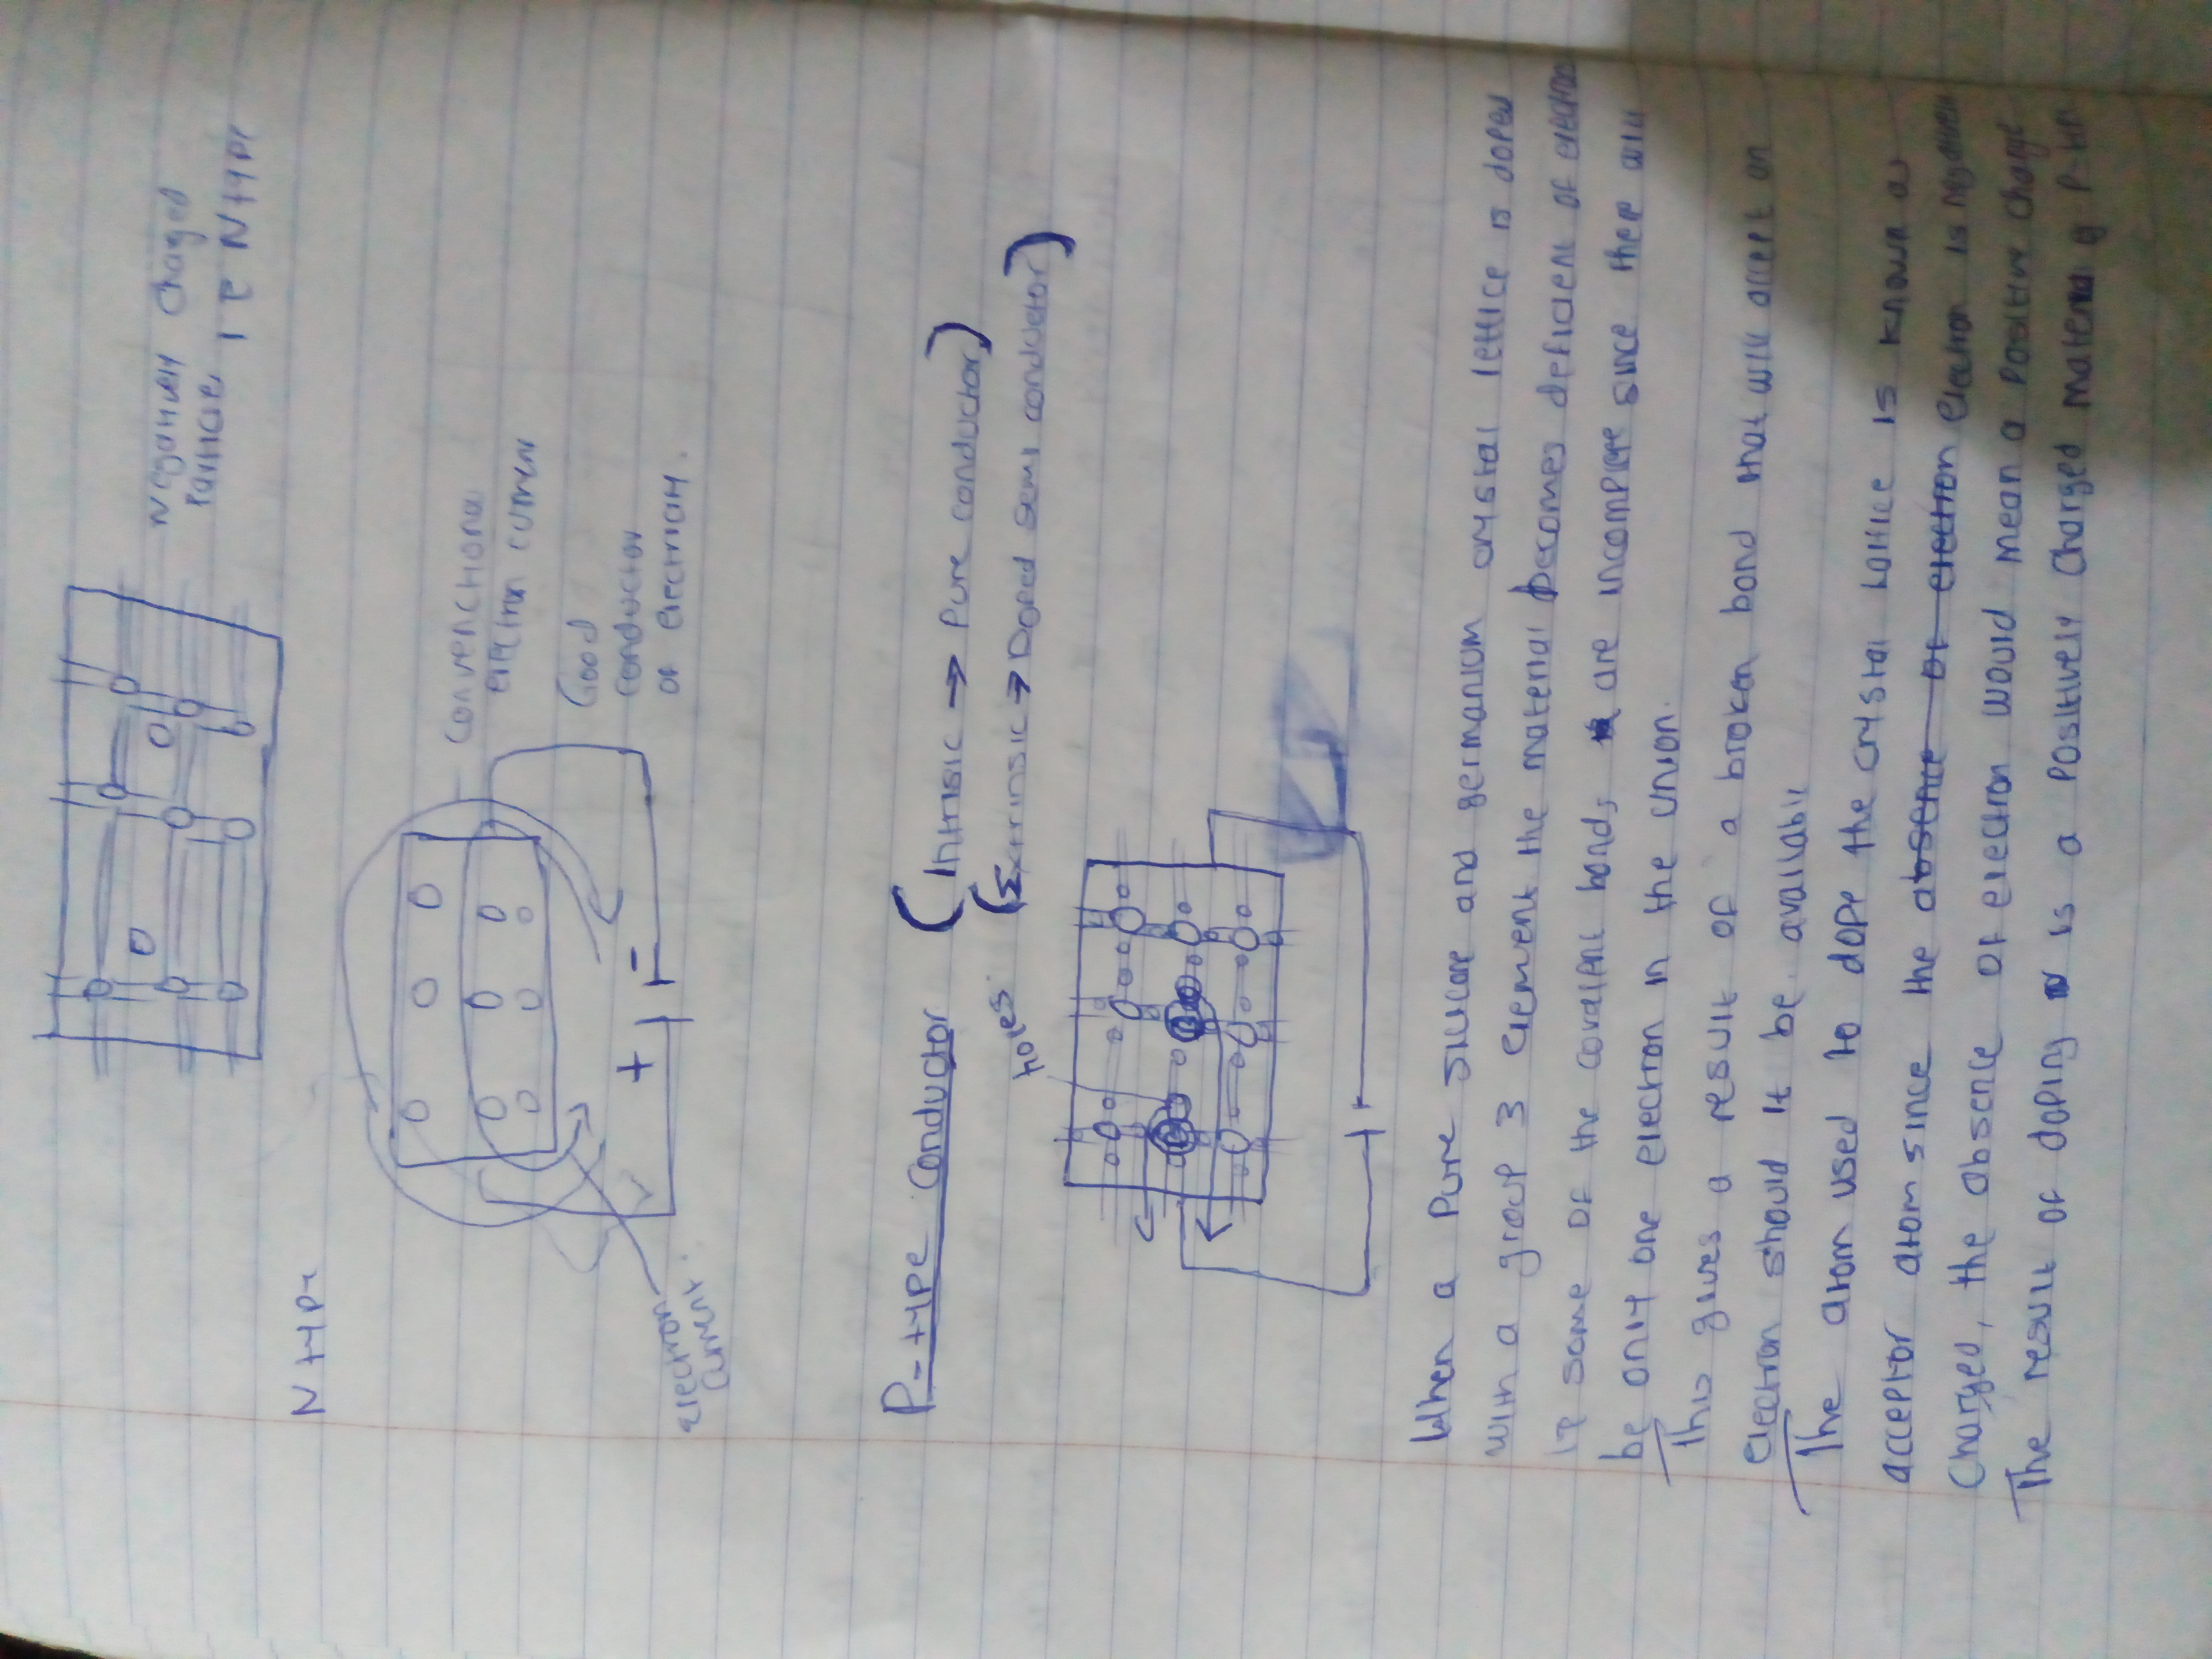 Negatively Charged
Particles i e N type
N type
Convenctiona
electron current
Good
conductor
of electricity.
+ -
Electron
Current.
P-type conductor (Intrisic → Pure conductor)
holes (Extrinsic → Doped semi conductor)
When a pure silicone and germanium crystal lettice is doped
with a group 3 element the material becomes deficient of electrons
ie some of the covalent bonds are incomplete since there will
be only one electron in the union.
This gives a result of a broken bond that will accept an
electron should it be available
The atom used to dope the crystal lattice is known as
acceptor atom since the absence of electron electron is negatively
charged, the absence of electron would mean a positive charge
The result of doping is a positively charged material P-type